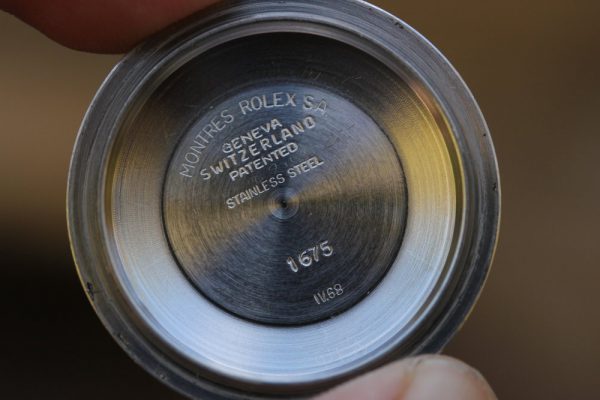 MONTRES ROLEX S.A.
GENEVA
SWITZERLAND
PATENTED
STAINLESS STEEL
1675
IV.68